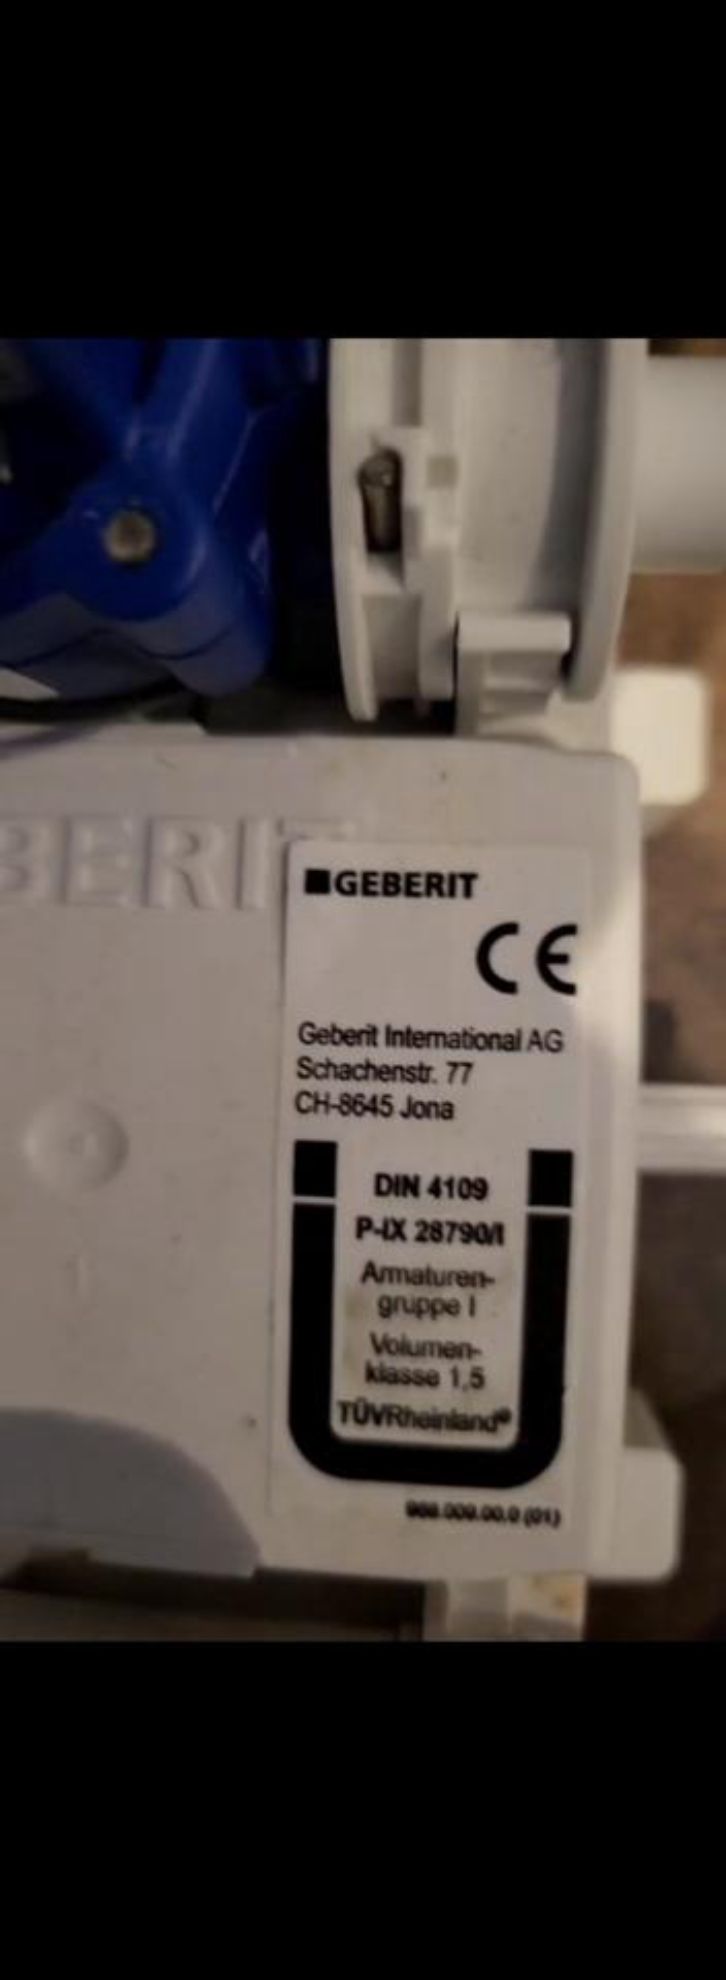 BERIT
GEBERIT
CE
Geberit International AG
Schachenstr. 77
CH-8645 Jona
DIN 4109
P-IX 28790/I
Armaturen-
gruppe I
Volumen-
klasse 1,5
TÜVRheinland®
(01)